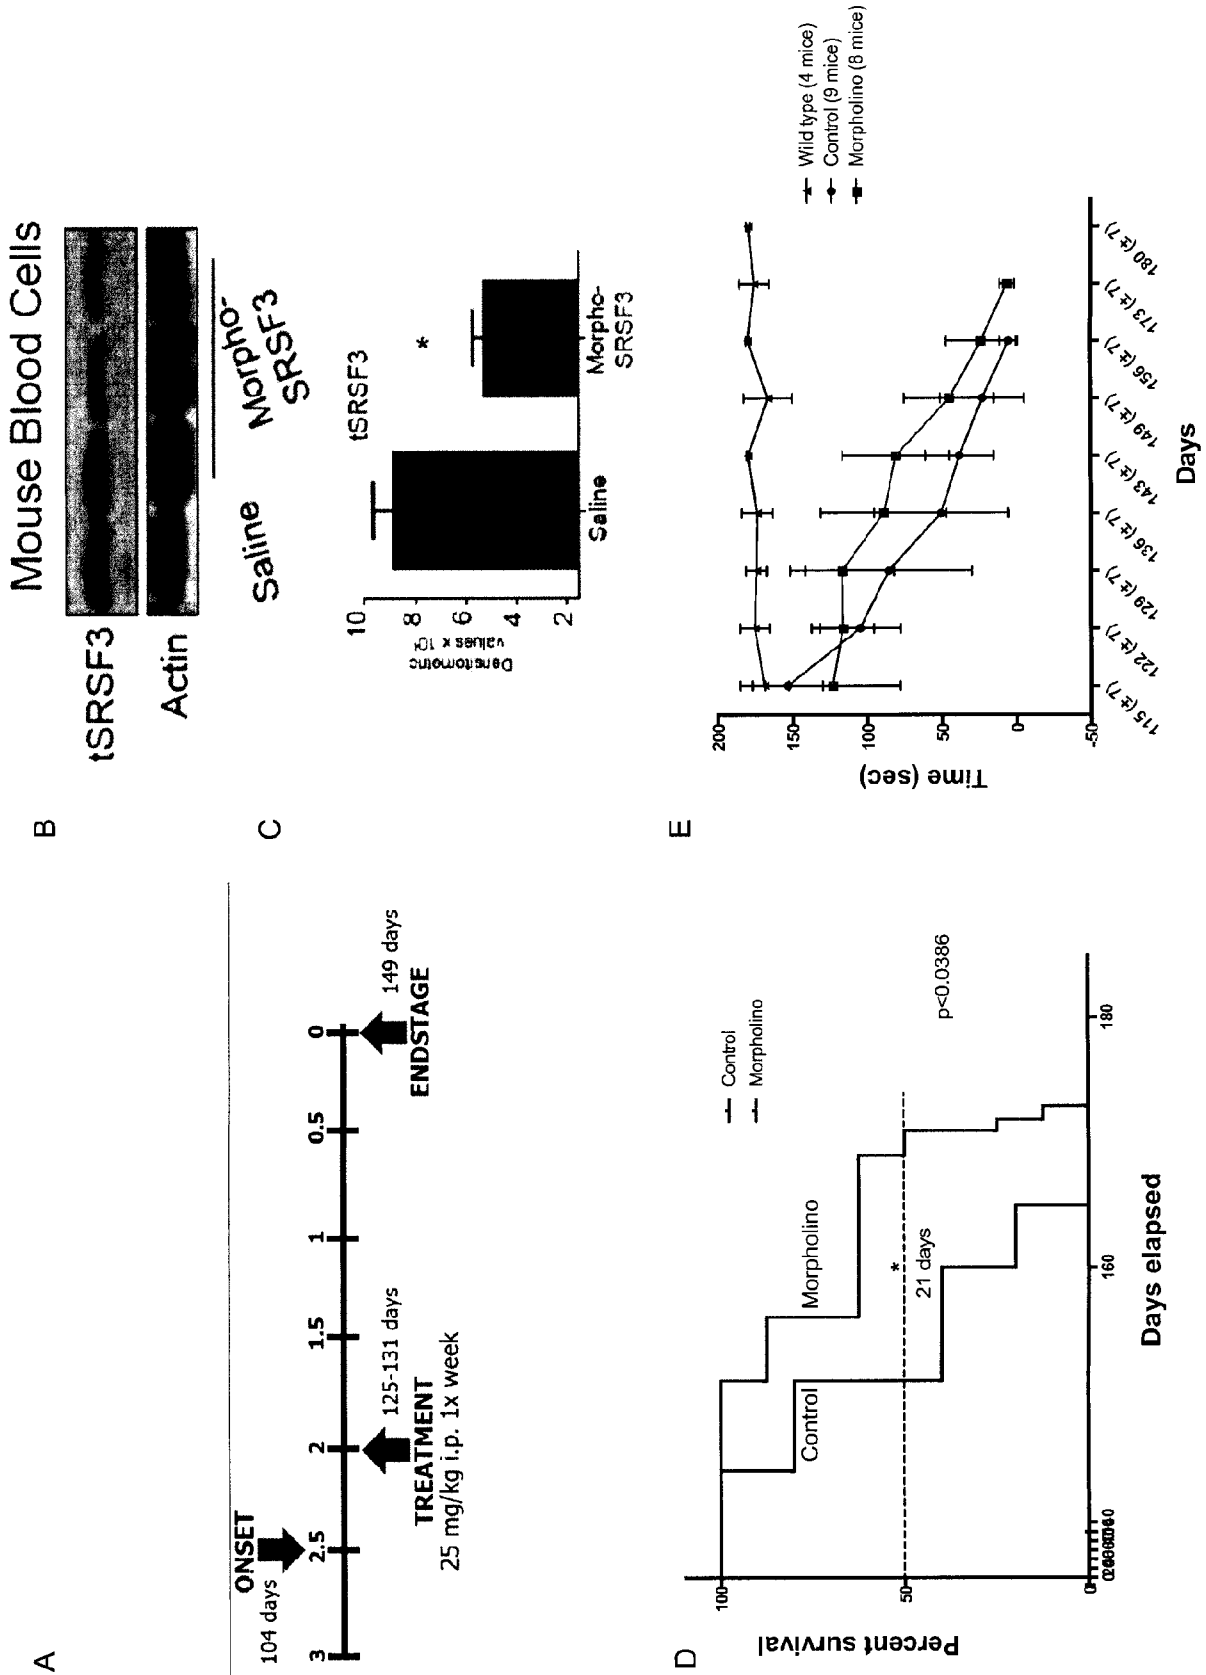 A
ONSET
104 days
3
2.5
2
1.5
1
0.5
0
125-131 days
TREATMENT
25 mg/kg i.p. 1x week
149 days
ENDSTAGE
B
Mouse Blood Cells
tSRSF3
Actin
Saline
Morpho-
SRSF3
C
Densitometric
10
8
6
4
2
tSRSF3
*
Saline
Morpho-
SRSF3
D
Percent survival
100
50
0
Control
Morpholino
*
21 days
Control
Morpholino
p<0.0386
160
180
Days elapsed
E
Time (sec)
200
150
100
50
0
-50
115 (± 7)
122 (± 7)
129 (± 7)
136 (± 7)
143 (± 7)
149 (± 7)
156 (± 7)
173 (± 7)
180 (± 7)
Days
Wild type (4 mice)
Control (9 mice)
Morpholino (8 mice)